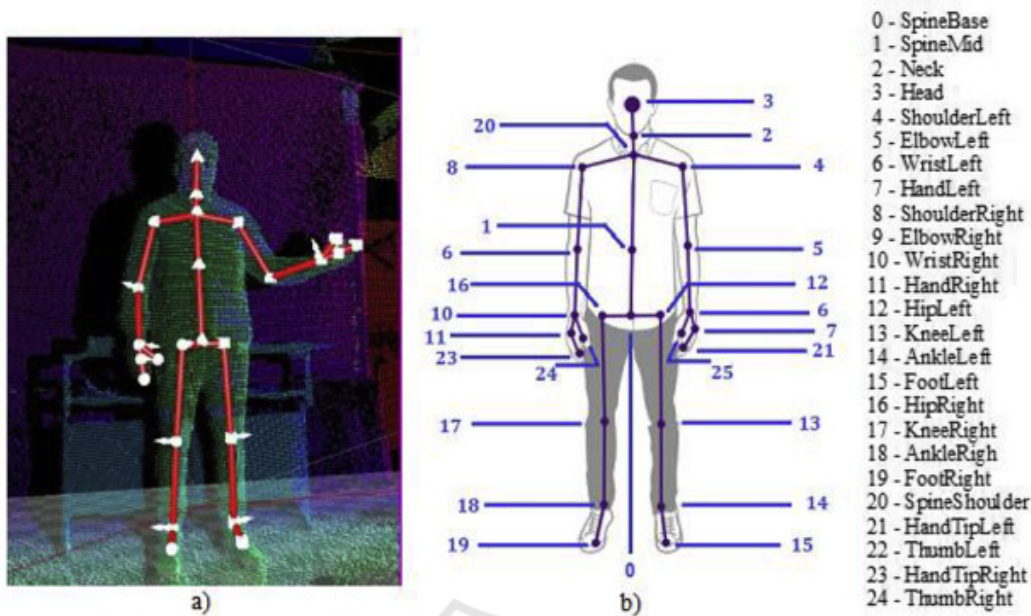 0 - SpineBase
1 - SpineMid
2 - Neck
3 - Head
4 - ShoulderLeft
5 - ElbowLeft
6 - WristLeft
7 - HandLeft
8 - ShoulderRight
9 - ElbowRight
10 - WristRight
11 - HandRight
12 - HipLeft
13 - KneeLeft
14 - AnkleLeft
15 - FootLeft
16 - HipRight
17 - KneeRight
18 - AnkleRigh
19 - FootRight
20 - SpineShoulder
21 - HandTipLeft
22 - ThumbLeft
23 - HandTipRight
24 - ThumbRight
3
20
2
8
4
1
6
5
16
12
10
6
11
7
23
21
24
25
17
13
18
14
19
15
0
a)
b)